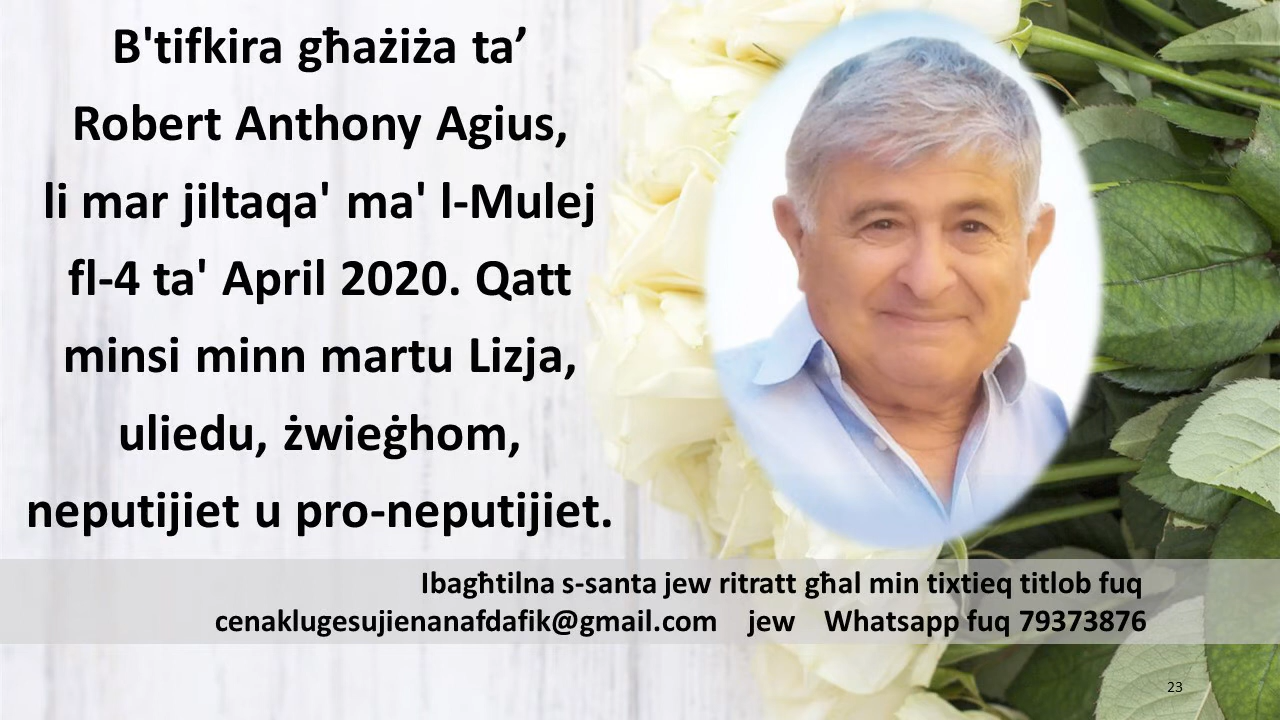 B'tifkira għażiża ta’
Robert Anthony Agius,
li mar jiltaqa' ma' l-Mulej
fl-4 ta' April 2020. Qatt
minsi minn martu Lizja,
uliedu, żwieġhom,
neputijiet u pro-neputijiet.
Ibagħtilna s-santa jew ritratt għal min tixtieq titlob fuq
cenaklugesujienanafdafik@gmail.com jew Whatsapp fuq 79373876
23